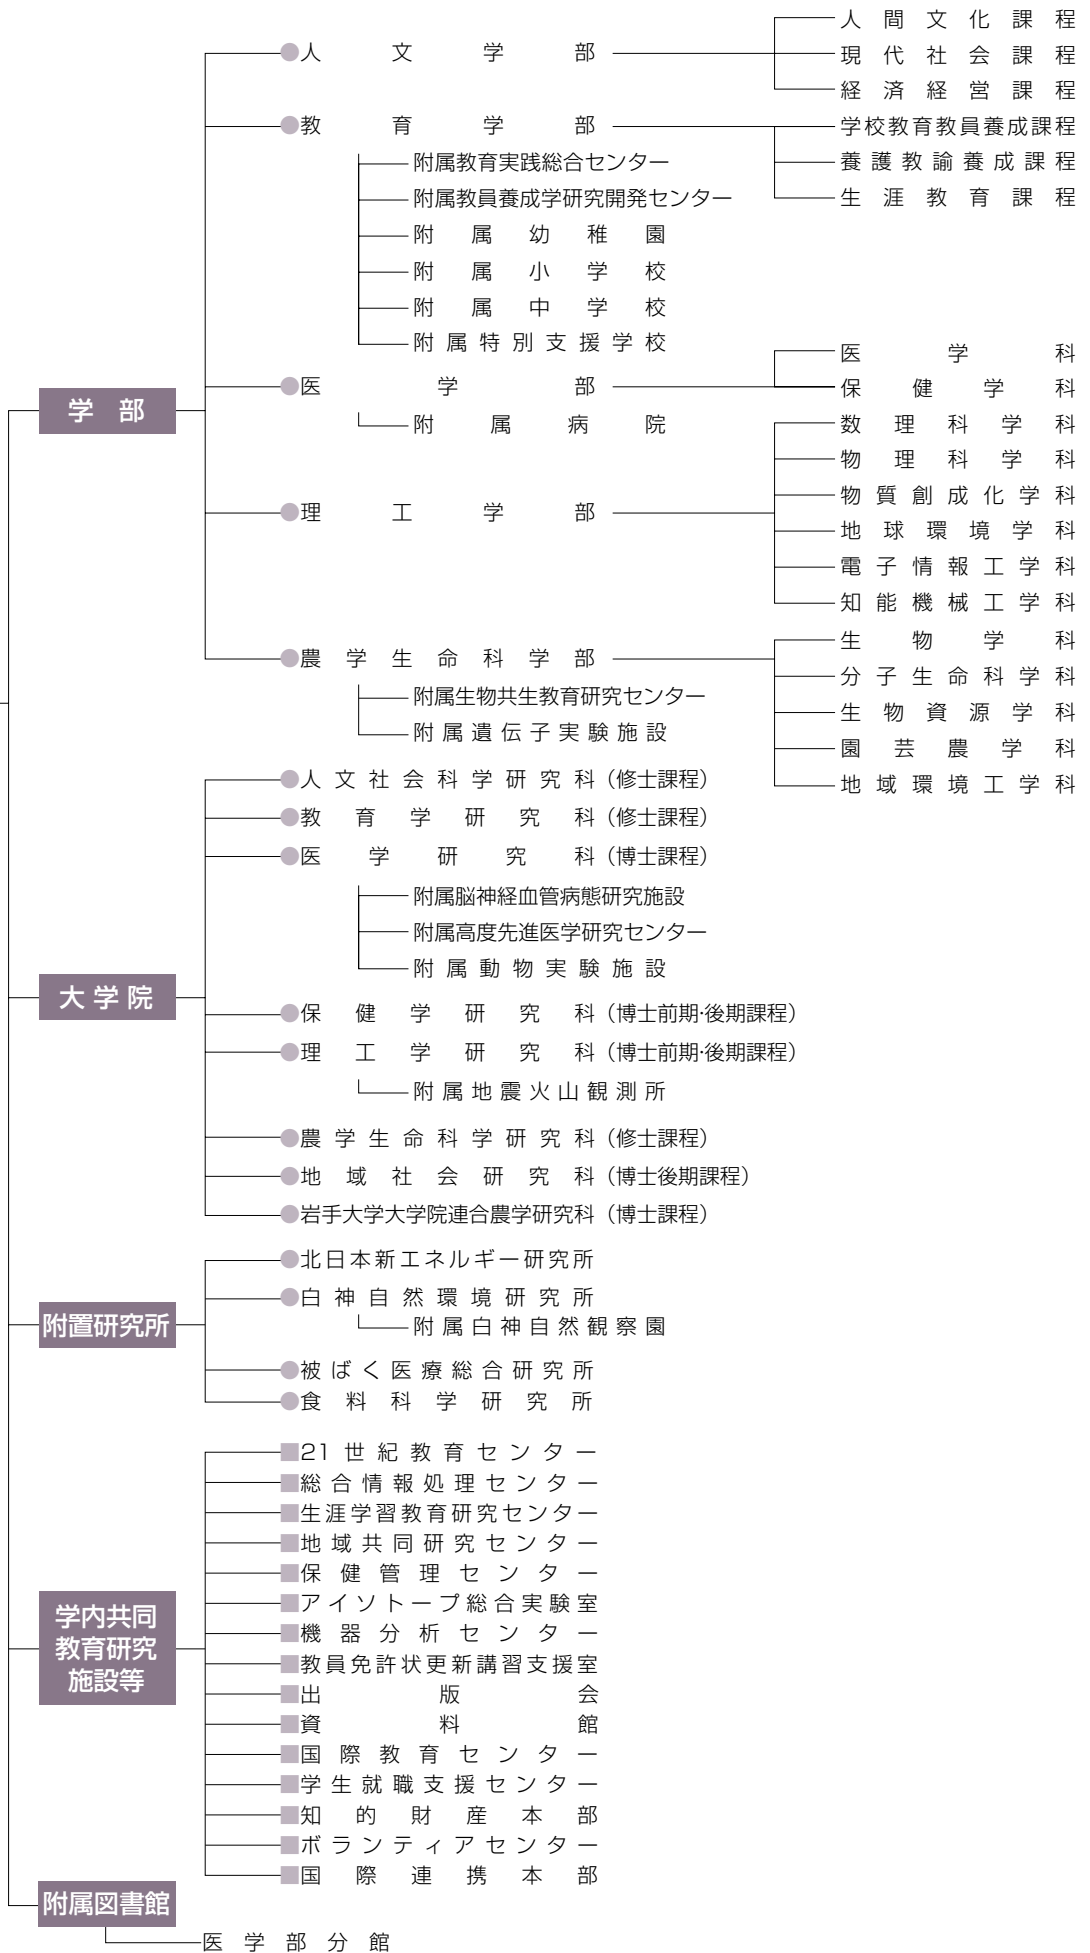 学部
人文学部
人間文化課程
現代社会課程
経済経営課程
教育学部
学校教育教員養成課程
養護教諭養成課程
生涯教育課程
附属教育実践総合センター
附属教員養成学研究開発センター
附属幼稚園
附属小学校
附属中学校
附属特別支援学校
医学部
医学科
保健学科
附属病院
理工学部
数理科学科
物理科学科
物質創成化学科
地球環境学科
電子情報工学科
知能機械工学科
農学生命科学部
生物学科
分子生命科学科
生物資源学科
園芸農学科
地域環境工学科
附属生物共生教育研究センター
附属遺伝子実験施設
大学院
人文社会科学研究科（修士課程）
教育学研究科（修士課程）
医学研究科（博士課程）
附属脳神経血管病態研究施設
附属高度先進医学研究センター
附属動物実験施設
保健学研究科（博士前期・後期課程）
理工学研究科（博士前期・後期課程）
附属地震火山観測所
農学生命科学研究科（修士課程）
地域社会研究科（博士後期課程）
岩手大学大学院連合農学研究科（博士課程）
附置研究所
北日本新エネルギー研究所
白神自然環境研究所
附属白神自然観察園
被ばく医療総合研究所
食料科学研究所
学内共同
教育研究
施設等
21世紀教育センター
総合情報処理センター
生涯学習教育研究センター
地域共同研究センター
保健管理センター
アイソトープ総合実験室
機器分析センター
教員免許状更新講習支援室
出版会
資料館
国際教育センター
学生就職支援センター
知的財産本部
ボランティアセンター
国際連携本部
附属図書館
医学部分館